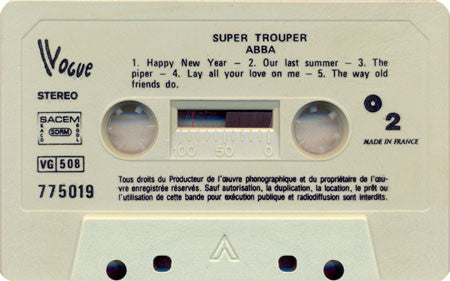 SUPER TROUPER
ABBA
Vogue
1. Happy New Year – 2. Our last summer – 3. The
piper – 4. Lay all your love on me – 5. The way old
friends do.
STEREO
SACEM
SDRM
2
MADE IN FRANCE
100 50 0
VG 508
775019
Tous droits du Producteur de l'œuvre phonographique et du propriétaire de l'œu-
vre enregistrée réservés. Sauf autorisation, la duplication, la location, le prêt ou
l'utilisation de cette bande pour exécution publique et radiodiffusion sont interdits.